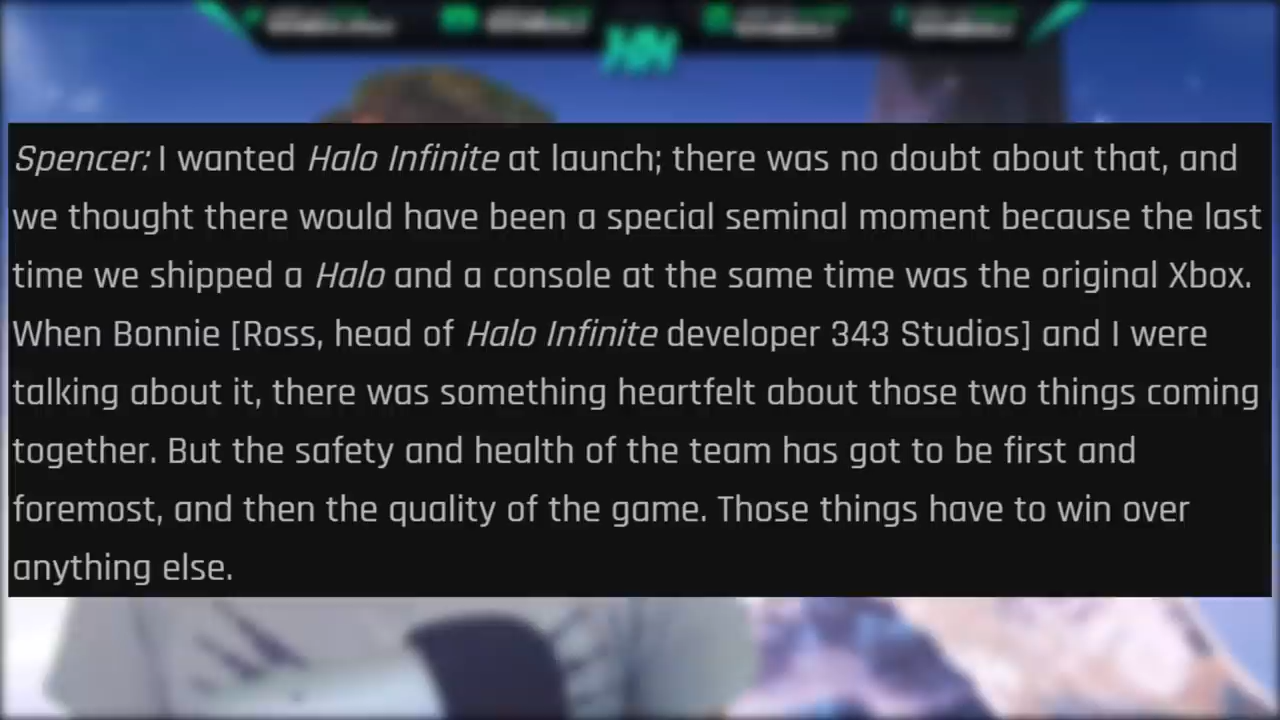 Spencer: I wanted Halo Infinite at launch; there was no doubt about that, and
we thought there would have been a special seminal moment because the last
time we shipped a Halo and a console at the same time was the original Xbox.
When Bonnie [Ross, head of Halo Infinite developer 343 Studios] and I were
talking about it, there was something heartfelt about those two things coming
together. But the safety and health of the team has got to be first and
foremost, and then the quality of the game. Those things have to win over
anything else.